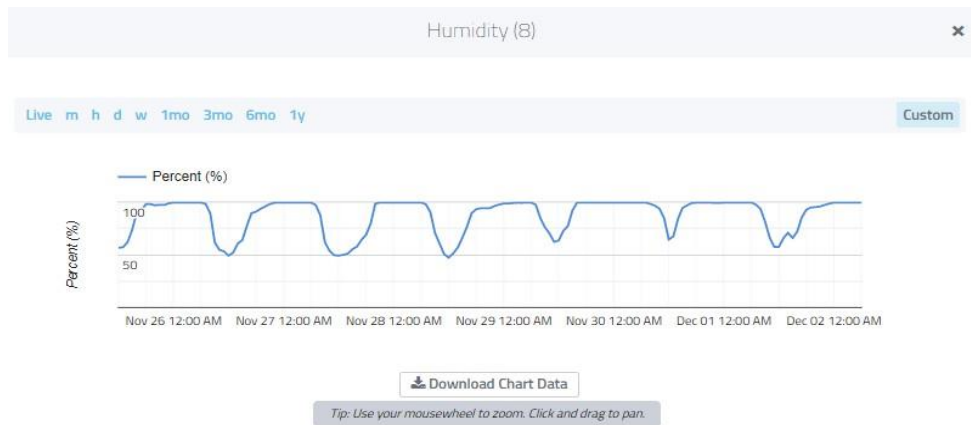 Humidity (8)
×
Live m h d w 1mo 3mo 6mo 1y
Custom
Percent (%)
100
50
Percent (%)
Nov 26 12:00 AM Nov 27 12:00 AM Nov 28 12:00 AM Nov 29 12:00 AM Nov 30 12:00 AM Dec 01 12:00 AM Dec 02 12:00 AM
Download Chart Data
Tip: Use your mousewheel to zoom. Click and drag to pan.